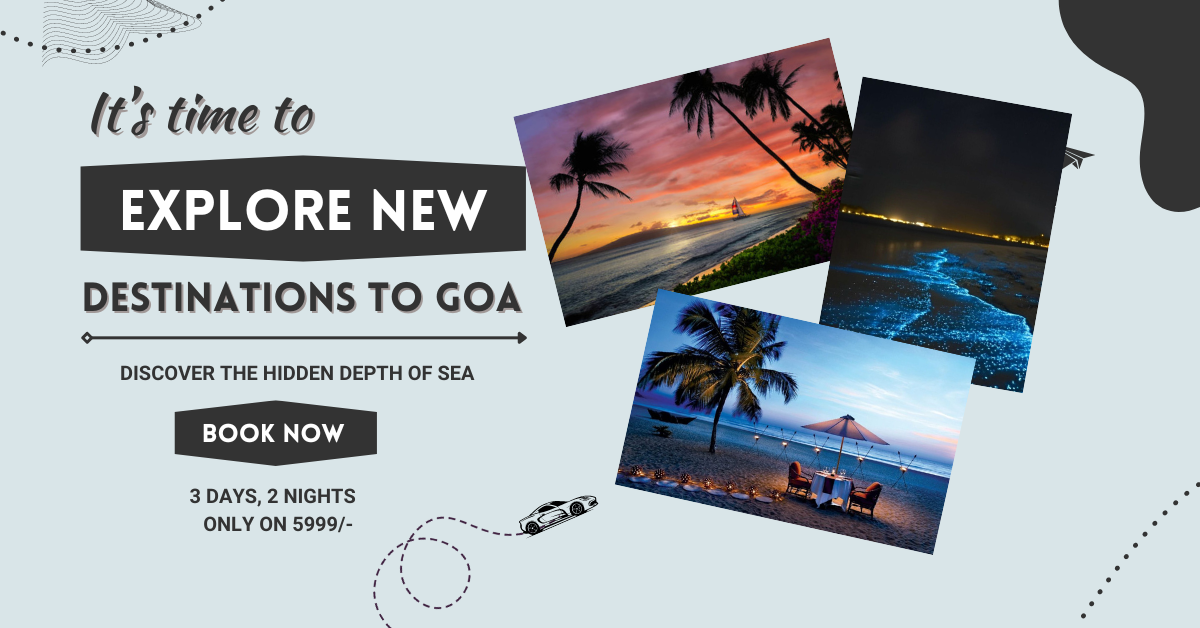 It's time to
EXPLORE NEW
DESTINATIONS TO GOA
DISCOVER THE HIDDEN DEPTH OF SEA
BOOK NOW
3 DAYS, 2 NIGHTS
ONLY ON 5999/-